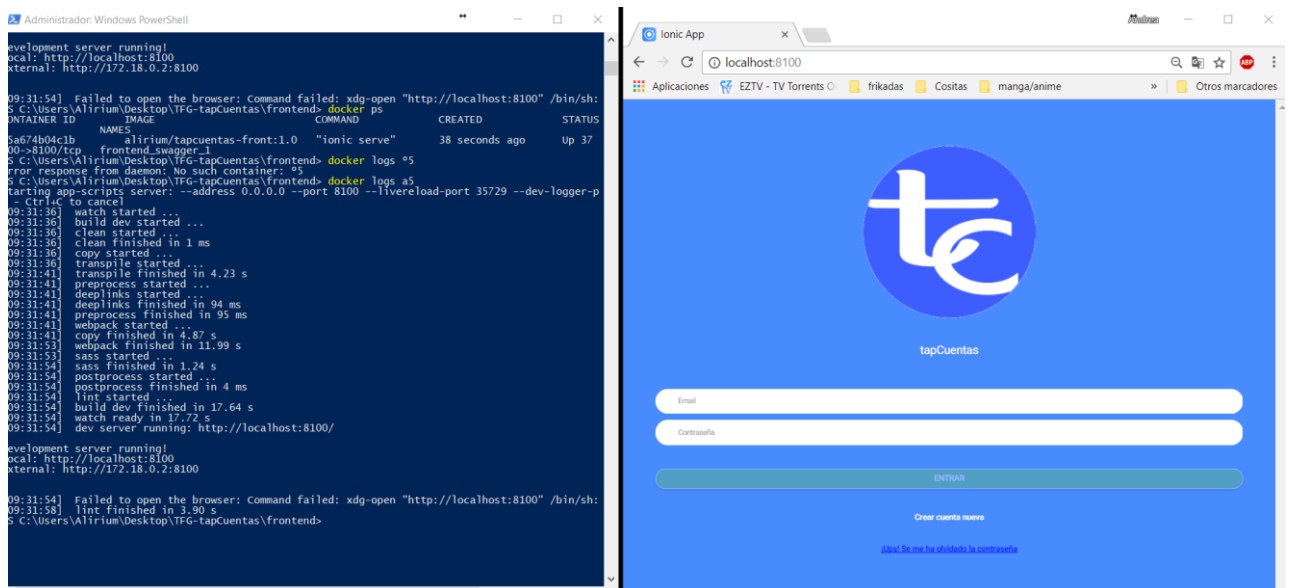 Administrador: Windows PowerShell
evelopment server running!
ocal: http://localhost:8100
xternal: http://172.18.0.2:8100
09:31:54] Failed to open the browser: Command failed: xdg-open "http://localhost:8100" /bin/sh:
S C:\Users\Alirium\Desktop\TFG-tapCuentas\frontend> docker ps
ONTAINER ID IMAGE COMMAND CREATED STATUS
NAMES
5a674b04c1b alirium/tapcuentas-front:1.0 "ionic serve" 38 seconds ago Up 37
00->8100/tcp frontend_swagger_1
S C:\Users\Alirium\Desktop\TFG-tapCuentas\frontend> docker logs º5
rror response from daemon: No such container: º5
S C:\Users\Alirium\Desktop\TFG-tapCuentas\frontend> docker logs a5
tarting app-scripts server: --address 0.0.0.0 --port 8100 --livereload-port 35729 --dev-logger-p
- Ctrl+C to cancel
09:31:36] watch started ...
09:31:36] build dev started ...
09:31:36] clean started ...
09:31:36] clean finished in 1 ms
09:31:36] copy started ...
09:31:36] transpile started ...
09:31:41] transpile finished in 4.23 s
09:31:41] preprocess started ...
09:31:41] deeplinks started ...
09:31:41] deeplinks finished in 94 ms
09:31:41] preprocess finished in 95 ms
09:31:41] webpack started ...
09:31:41] copy finished in 4.87 s
09:31:53] webpack finished in 11.99 s
09:31:53] sass started ...
09:31:54] sass finished in 1.24 s
09:31:54] postprocess started ...
09:31:54] postprocess finished in 4 ms
09:31:54] lint started ...
09:31:54] build dev finished in 17.64 s
09:31:54] watch ready in 17.72 s
09:31:54] dev server running: http://localhost:8100/
evelopment server running!
ocal: http://localhost:8100
xternal: http://172.18.0.2:8100
09:31:54] Failed to open the browser: Command failed: xdg-open "http://localhost:8100" /bin/sh:
09:31:58] lint finished in 3.90 s
S C:\Users\Alirium\Desktop\TFG-tapCuentas\frontend>
Ionic App
localhost:8100
ABP
Aplicaciones EZTV - TV Torrents O frikadas Cositas manga/anime » Otros marcadores
tc
tapCuentas
Email
Contraseña
ENTRAR
Crear cuenta nueva
¡Ups! Se me ha olvidado la contraseña